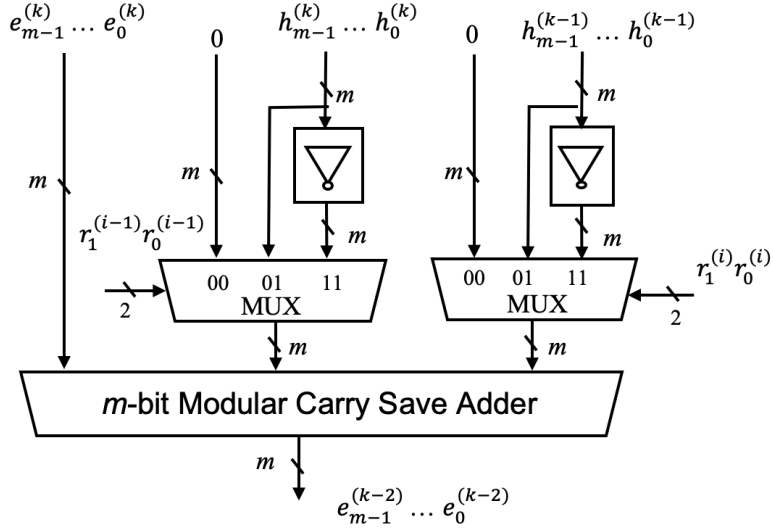 e_{m-1}^{(k)} … e_0^{(k)} 0 h_{m-1}^{(k)} … h_0^{(k)} 0 h_{m-1}^{(k-1)} … h_0^{(k-1)}
m m
m m m
r_1^{(i-1)} r_0^{(i-1)} m m
00 01 11 00 01 11 r_1^{(i)} r_0^{(i)}
2 MUX MUX 2
m m
m-bit Modular Carry Save Adder
m
e_{m-1}^{(k-2)} … e_0^{(k-2)}